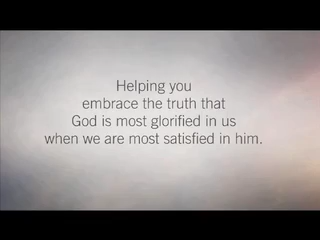 Helping you
embrace the truth that
God is most glorified in us
when we are most satisfied in him.